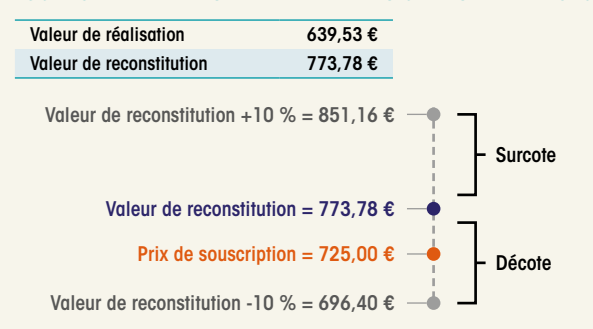 Valeur de réalisation 639,53 €
Valeur de reconstitution 773,78 €
Valeur de reconstitution +10 % = 851,16 €
Surcote
Valeur de reconstitution = 773,78 €
Prix de souscription = 725,00 €
Décote
Valeur de reconstitution -10 % = 696,40 €